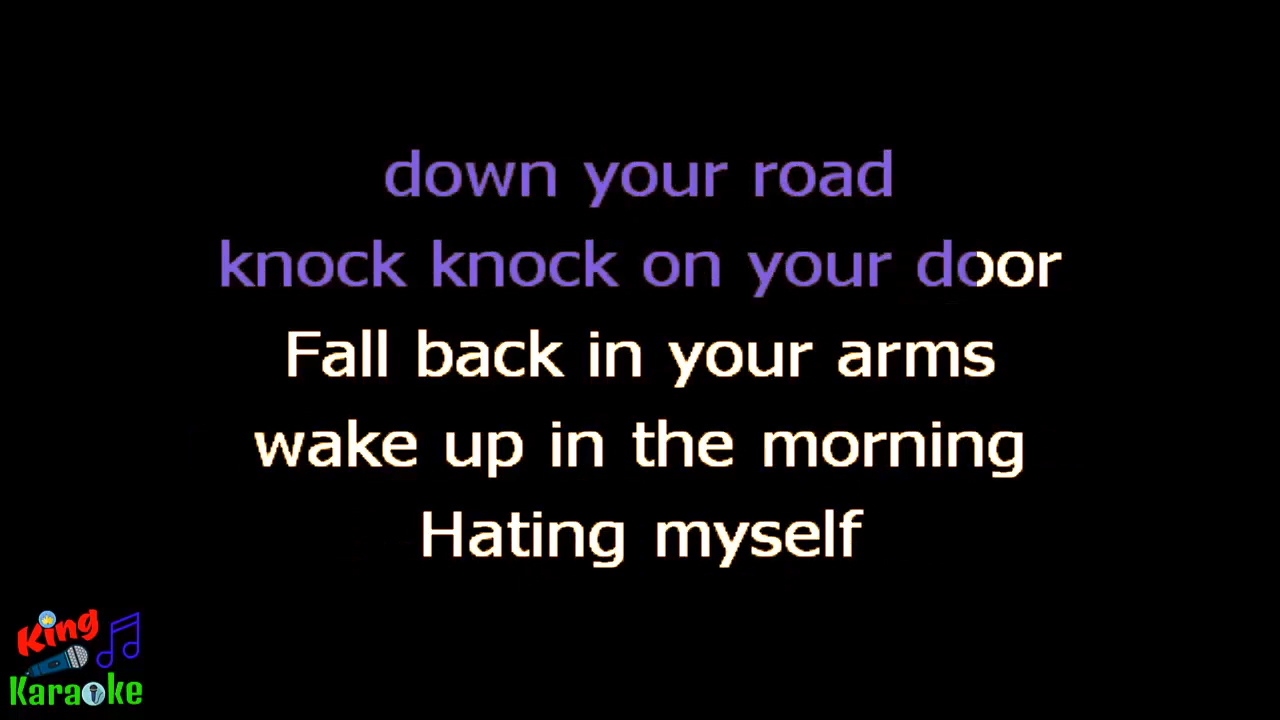 down your road
knock knock on your door
Fall back in your arms
wake up in the morning
Hating myself
King
Karaoke